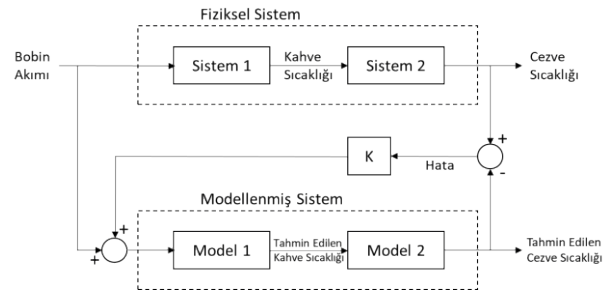 Fiziksel Sistem
Bobin
Akımı
Sistem 1
Kahve
Sıcaklığı
Sistem 2
Cezve
Sıcaklığı
+
K
Hata
-
Modellenmiş Sistem
+
+
Model 1
Tahmin Edilen
Kahve Sıcaklığı
Model 2
Tahmin Edilen
Cezve Sıcaklığı